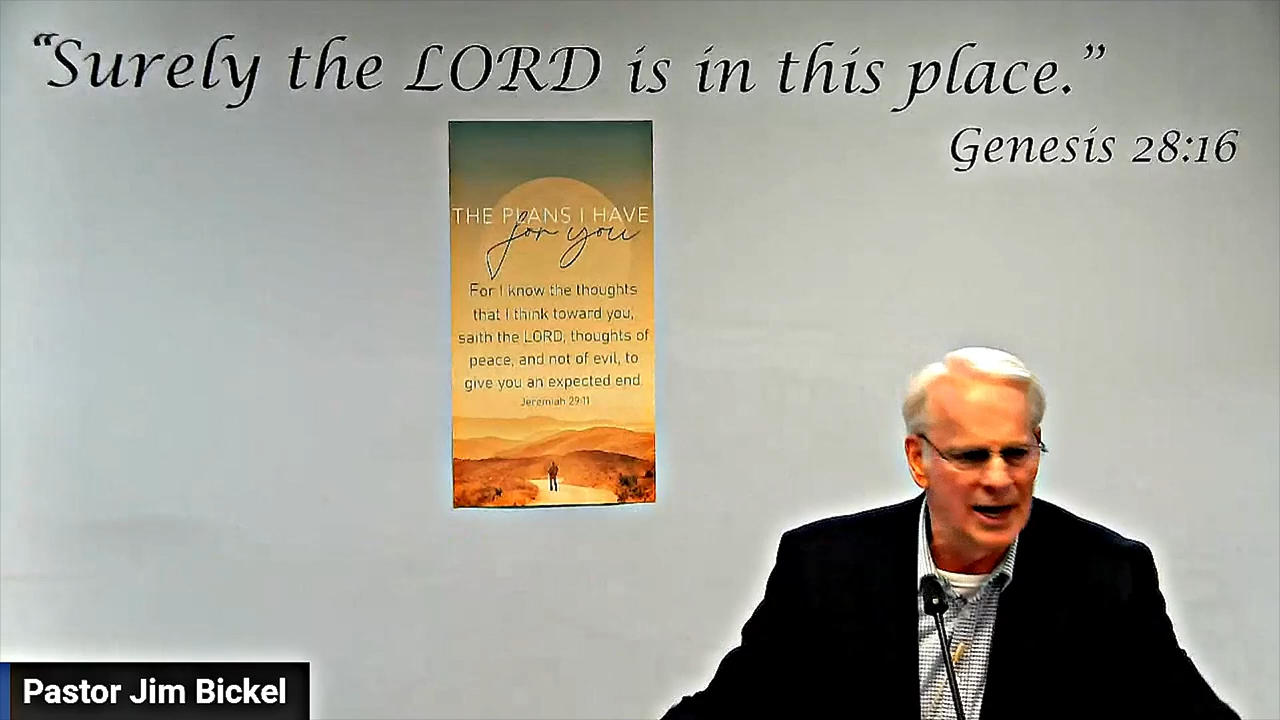 “Surely the LORD is in this place.”
Genesis 28:16
THE PLANS I HAVE
for you
For I know the thoughts
that I think toward you,
saith the LORD, thoughts of
peace, and not of evil, to
give you an expected end.
Jeremiah 29:11
Pastor Jim Bickel